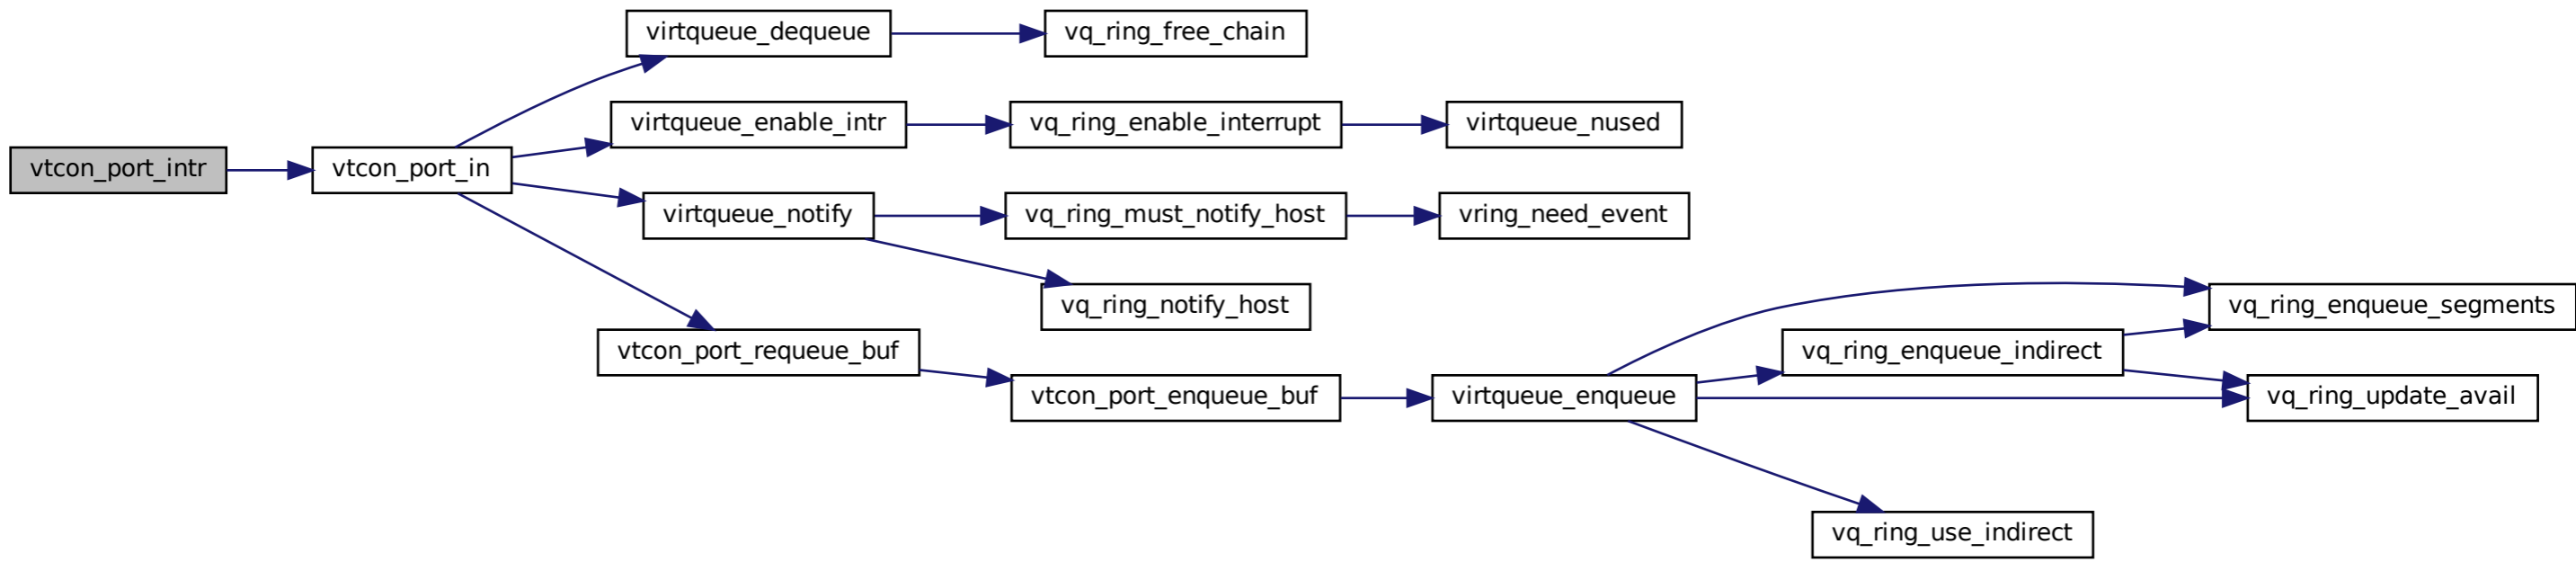 virtqueue_dequeue
vq_ring_free_chain
virtqueue_enable_intr
vq_ring_enable_interrupt
virtqueue_nused
vtcon_port_intr
vtcon_port_in
virtqueue_notify
vq_ring_must_notify_host
vring_need_event
vq_ring_notify_host
vq_ring_enqueue_segments
vtcon_port_requeue_buf
vq_ring_enqueue_indirect
vtcon_port_enqueue_buf
virtqueue_enqueue
vq_ring_update_avail
vq_ring_use_indirect